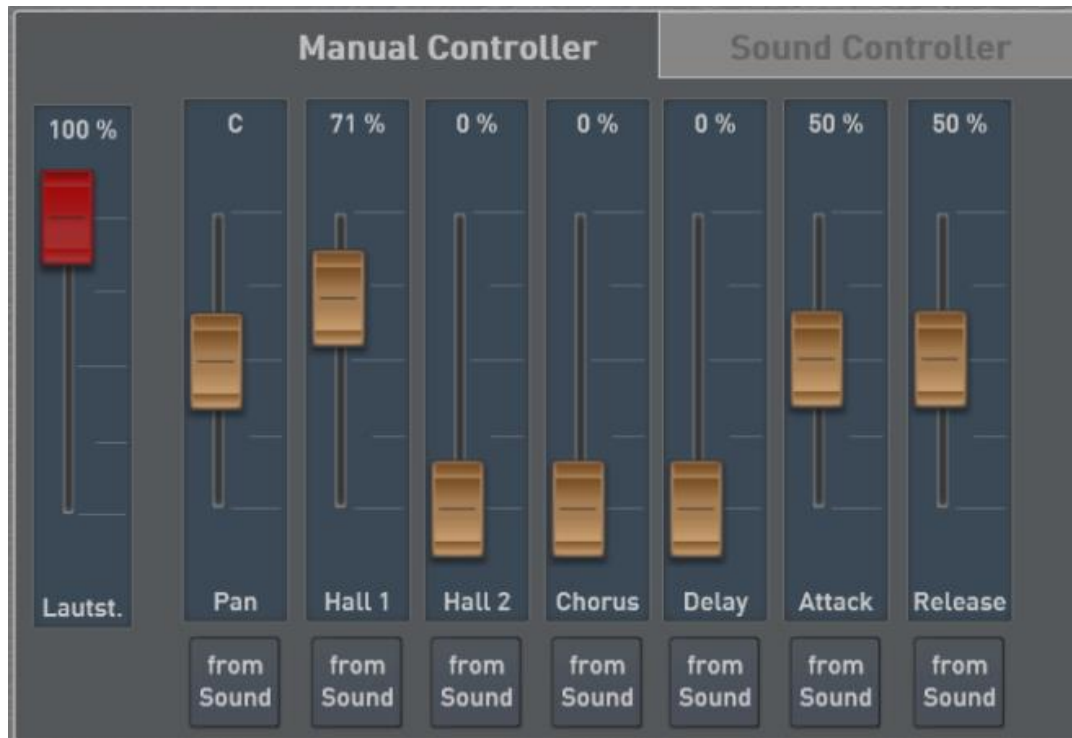 Manual Controller
Sound Controller
100 %
C
71 %
0 %
0 %
0 %
50 %
50 %
Lautst.
Pan
Hall 1
Hall 2
Chorus
Delay
Attack
Release
from
Sound
from
Sound
from
Sound
from
Sound
from
Sound
from
Sound
from
Sound